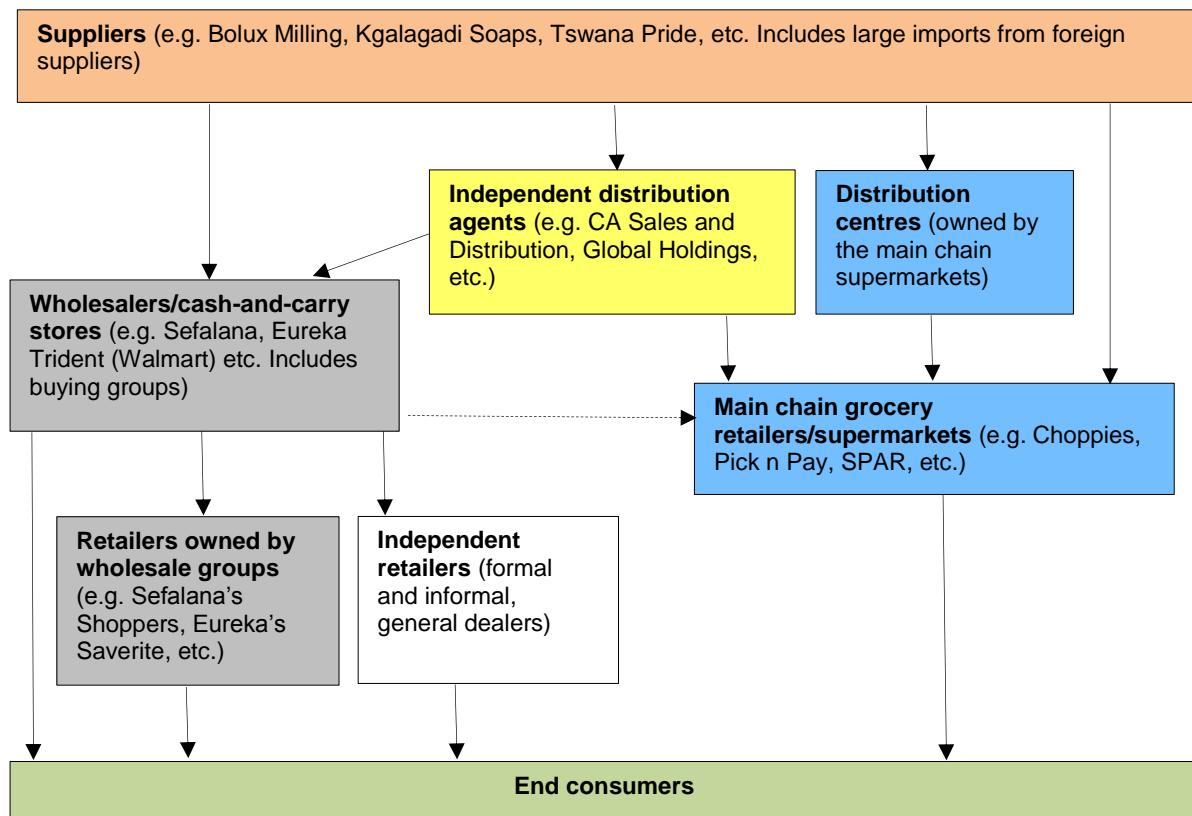 Suppliers (e.g. Bolux Milling, Kgalagadi Soaps, Tswana Pride, etc. Includes large imports from foreign
suppliers)
Independent distribution
agents (e.g. CA Sales and
Distribution, Global Holdings,
etc.)
Distribution
centres (owned by
the main chain
supermarkets)
Wholesalers/cash-and-carry
stores (e.g. Sefalana, Eureka
Trident (Walmart) etc. Includes
buying groups)
Main chain grocery
retailers/supermarkets (e.g. Choppies,
Pick n Pay, SPAR, etc.)
Retailers owned by
wholesale groups
(e.g. Sefalana’s
Shoppers, Eureka’s
Saverite, etc.)
Independent
retailers (formal
and informal,
general dealers)
End consumers